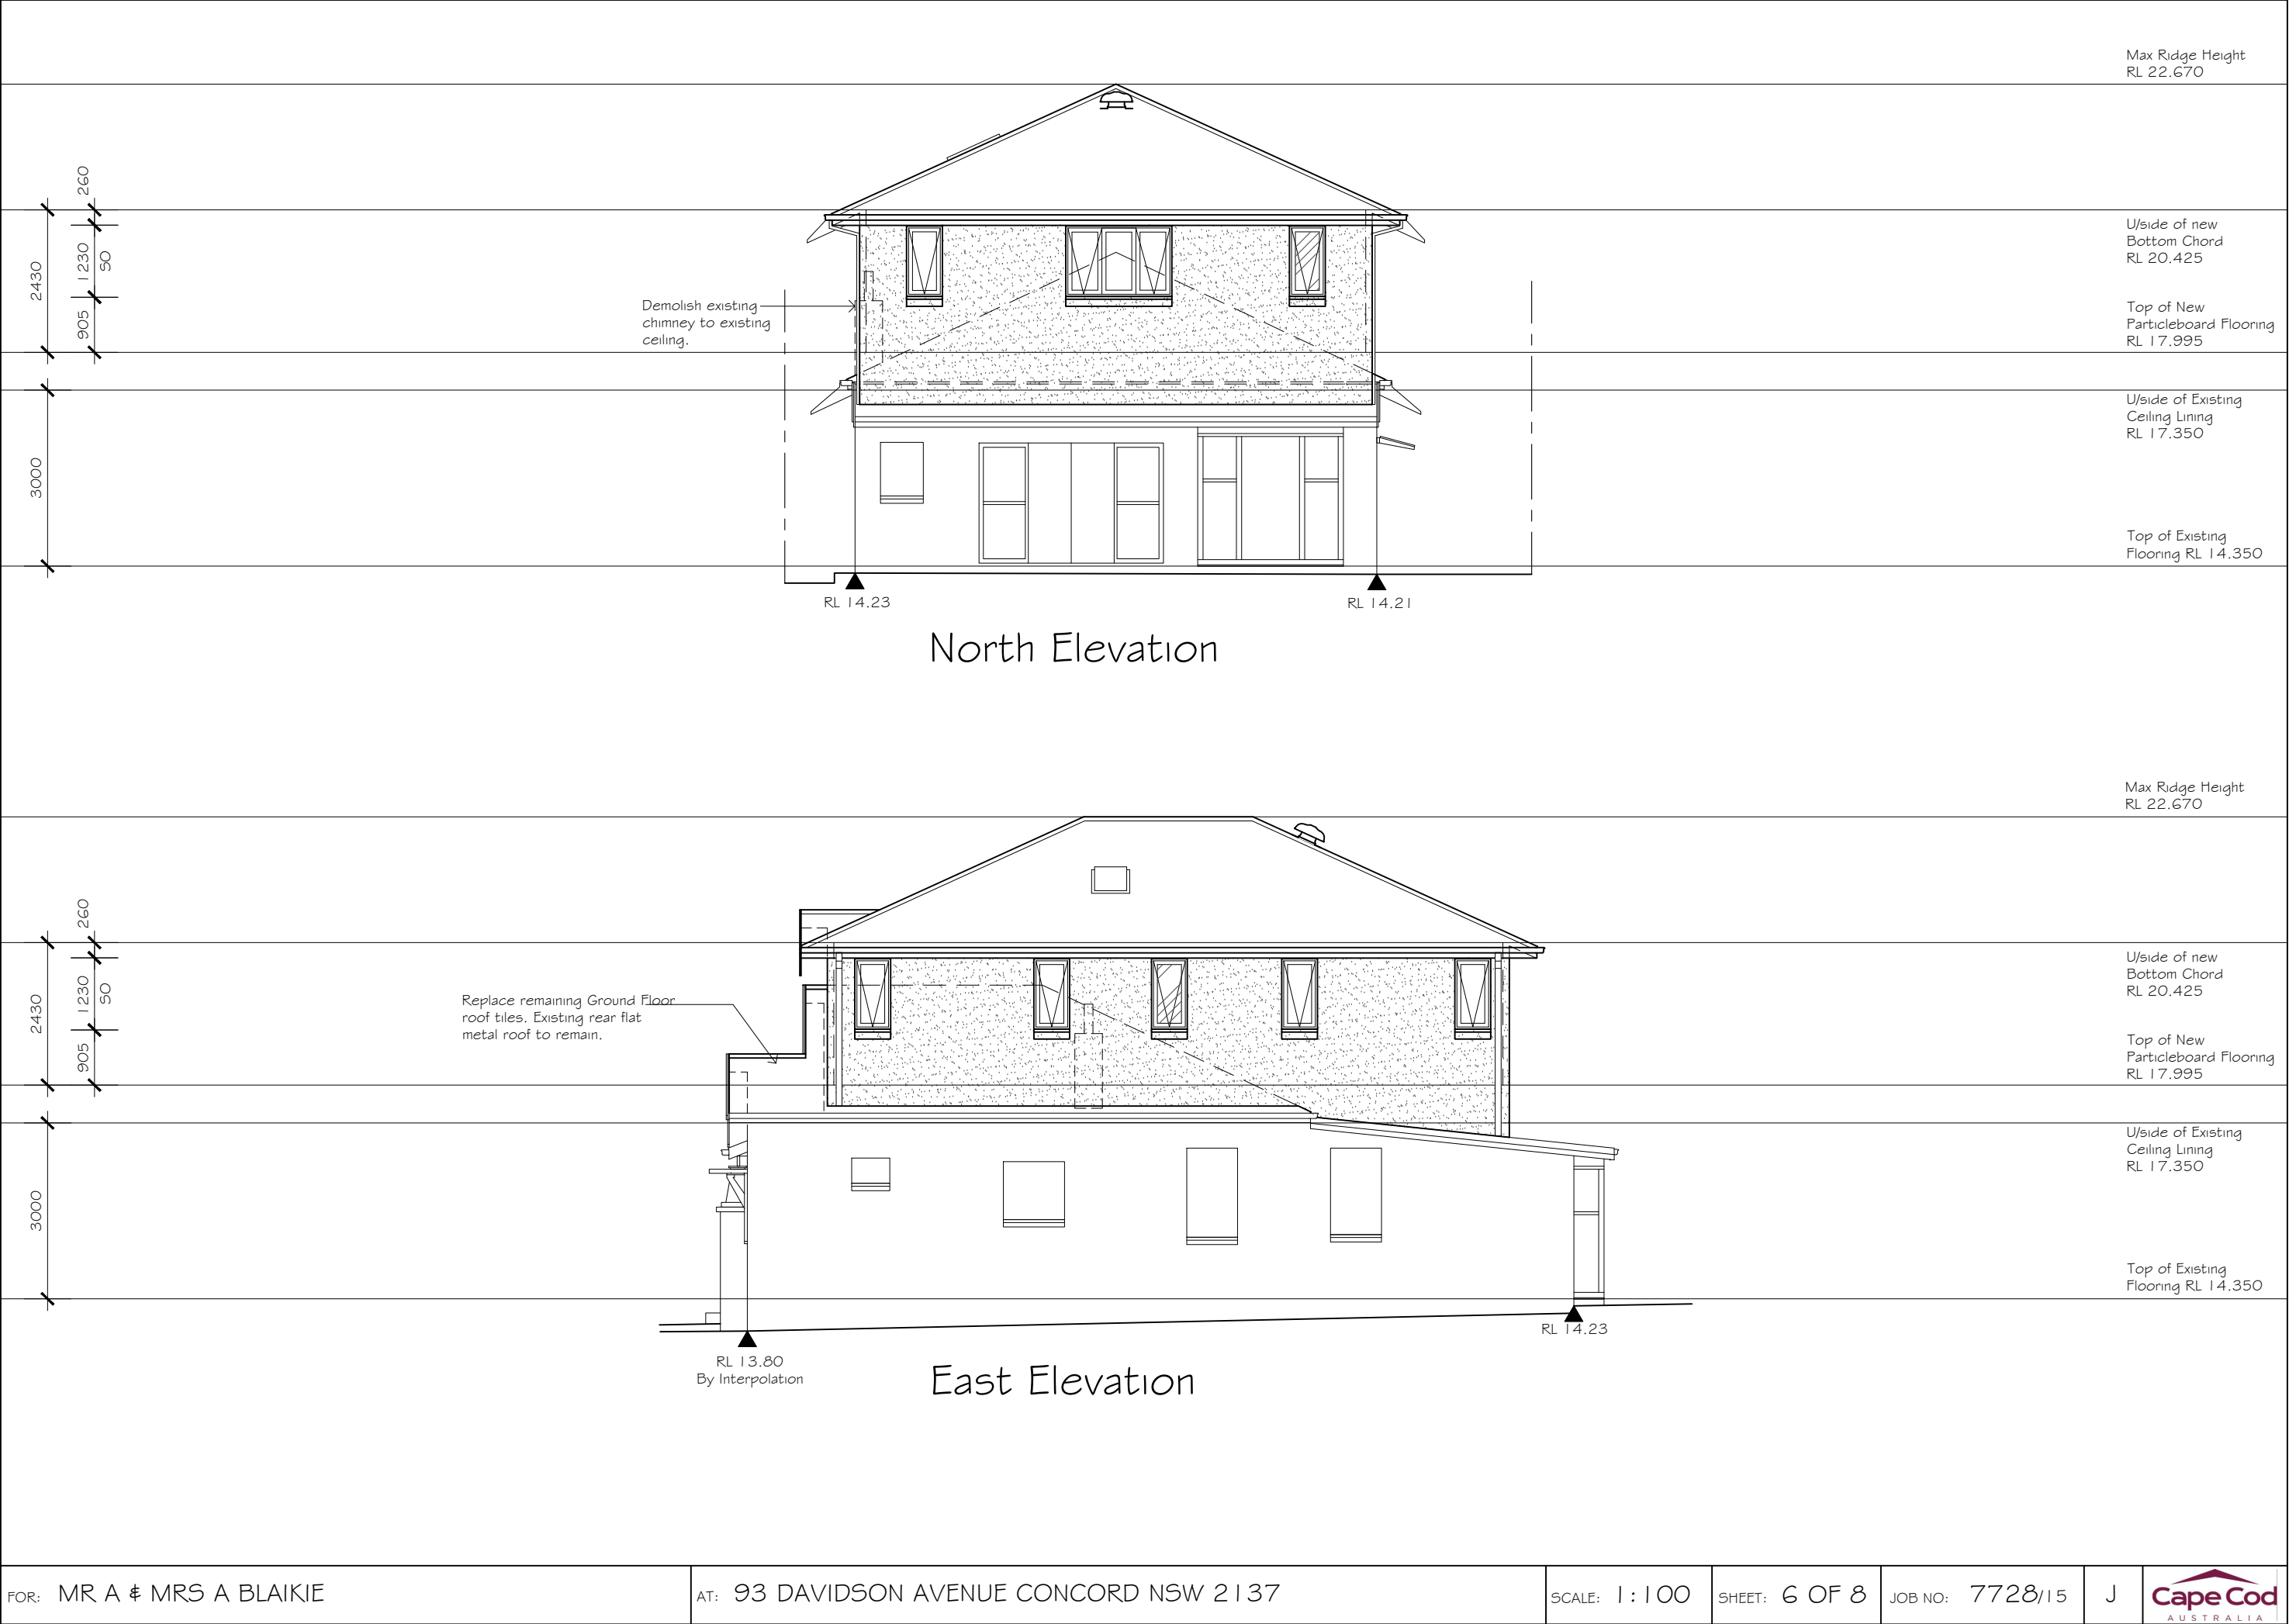 Max Ridge Height
RL 22.670
260
2430
1230
SO
905
U/side of new
Bottom Chord
RL 20.425
Top of New
Particleboard Flooring
RL 17.995
Demolish existing
chimney to existing
ceiling.
U/side of Existing
Ceiling Lining
RL 17.350
3000
Top of Existing
Flooring RL 14.350
RL 14.23
RL 14.21
North Elevation
Max Ridge Height
RL 22.670
260
2430
1230
SO
905
U/side of new
Bottom Chord
RL 20.425
Replace remaining Ground Floor
roof tiles. Existing rear flat
metal roof to remain.
Top of New
Particleboard Flooring
RL 17.995
U/side of Existing
Ceiling Lining
RL 17.350
3000
Top of Existing
Flooring RL 14.350
RL 14.23
RL 13.80
By Interpolation
East Elevation
FOR: MR A & MRS A BLAIKIE
AT: 93 DAVIDSON AVENUE CONCORD NSW 2137
SCALE: 1:100
SHEET: 6 OF 8
JOB NO: 7728/15
J
Cape Cod
AUSTRALIA